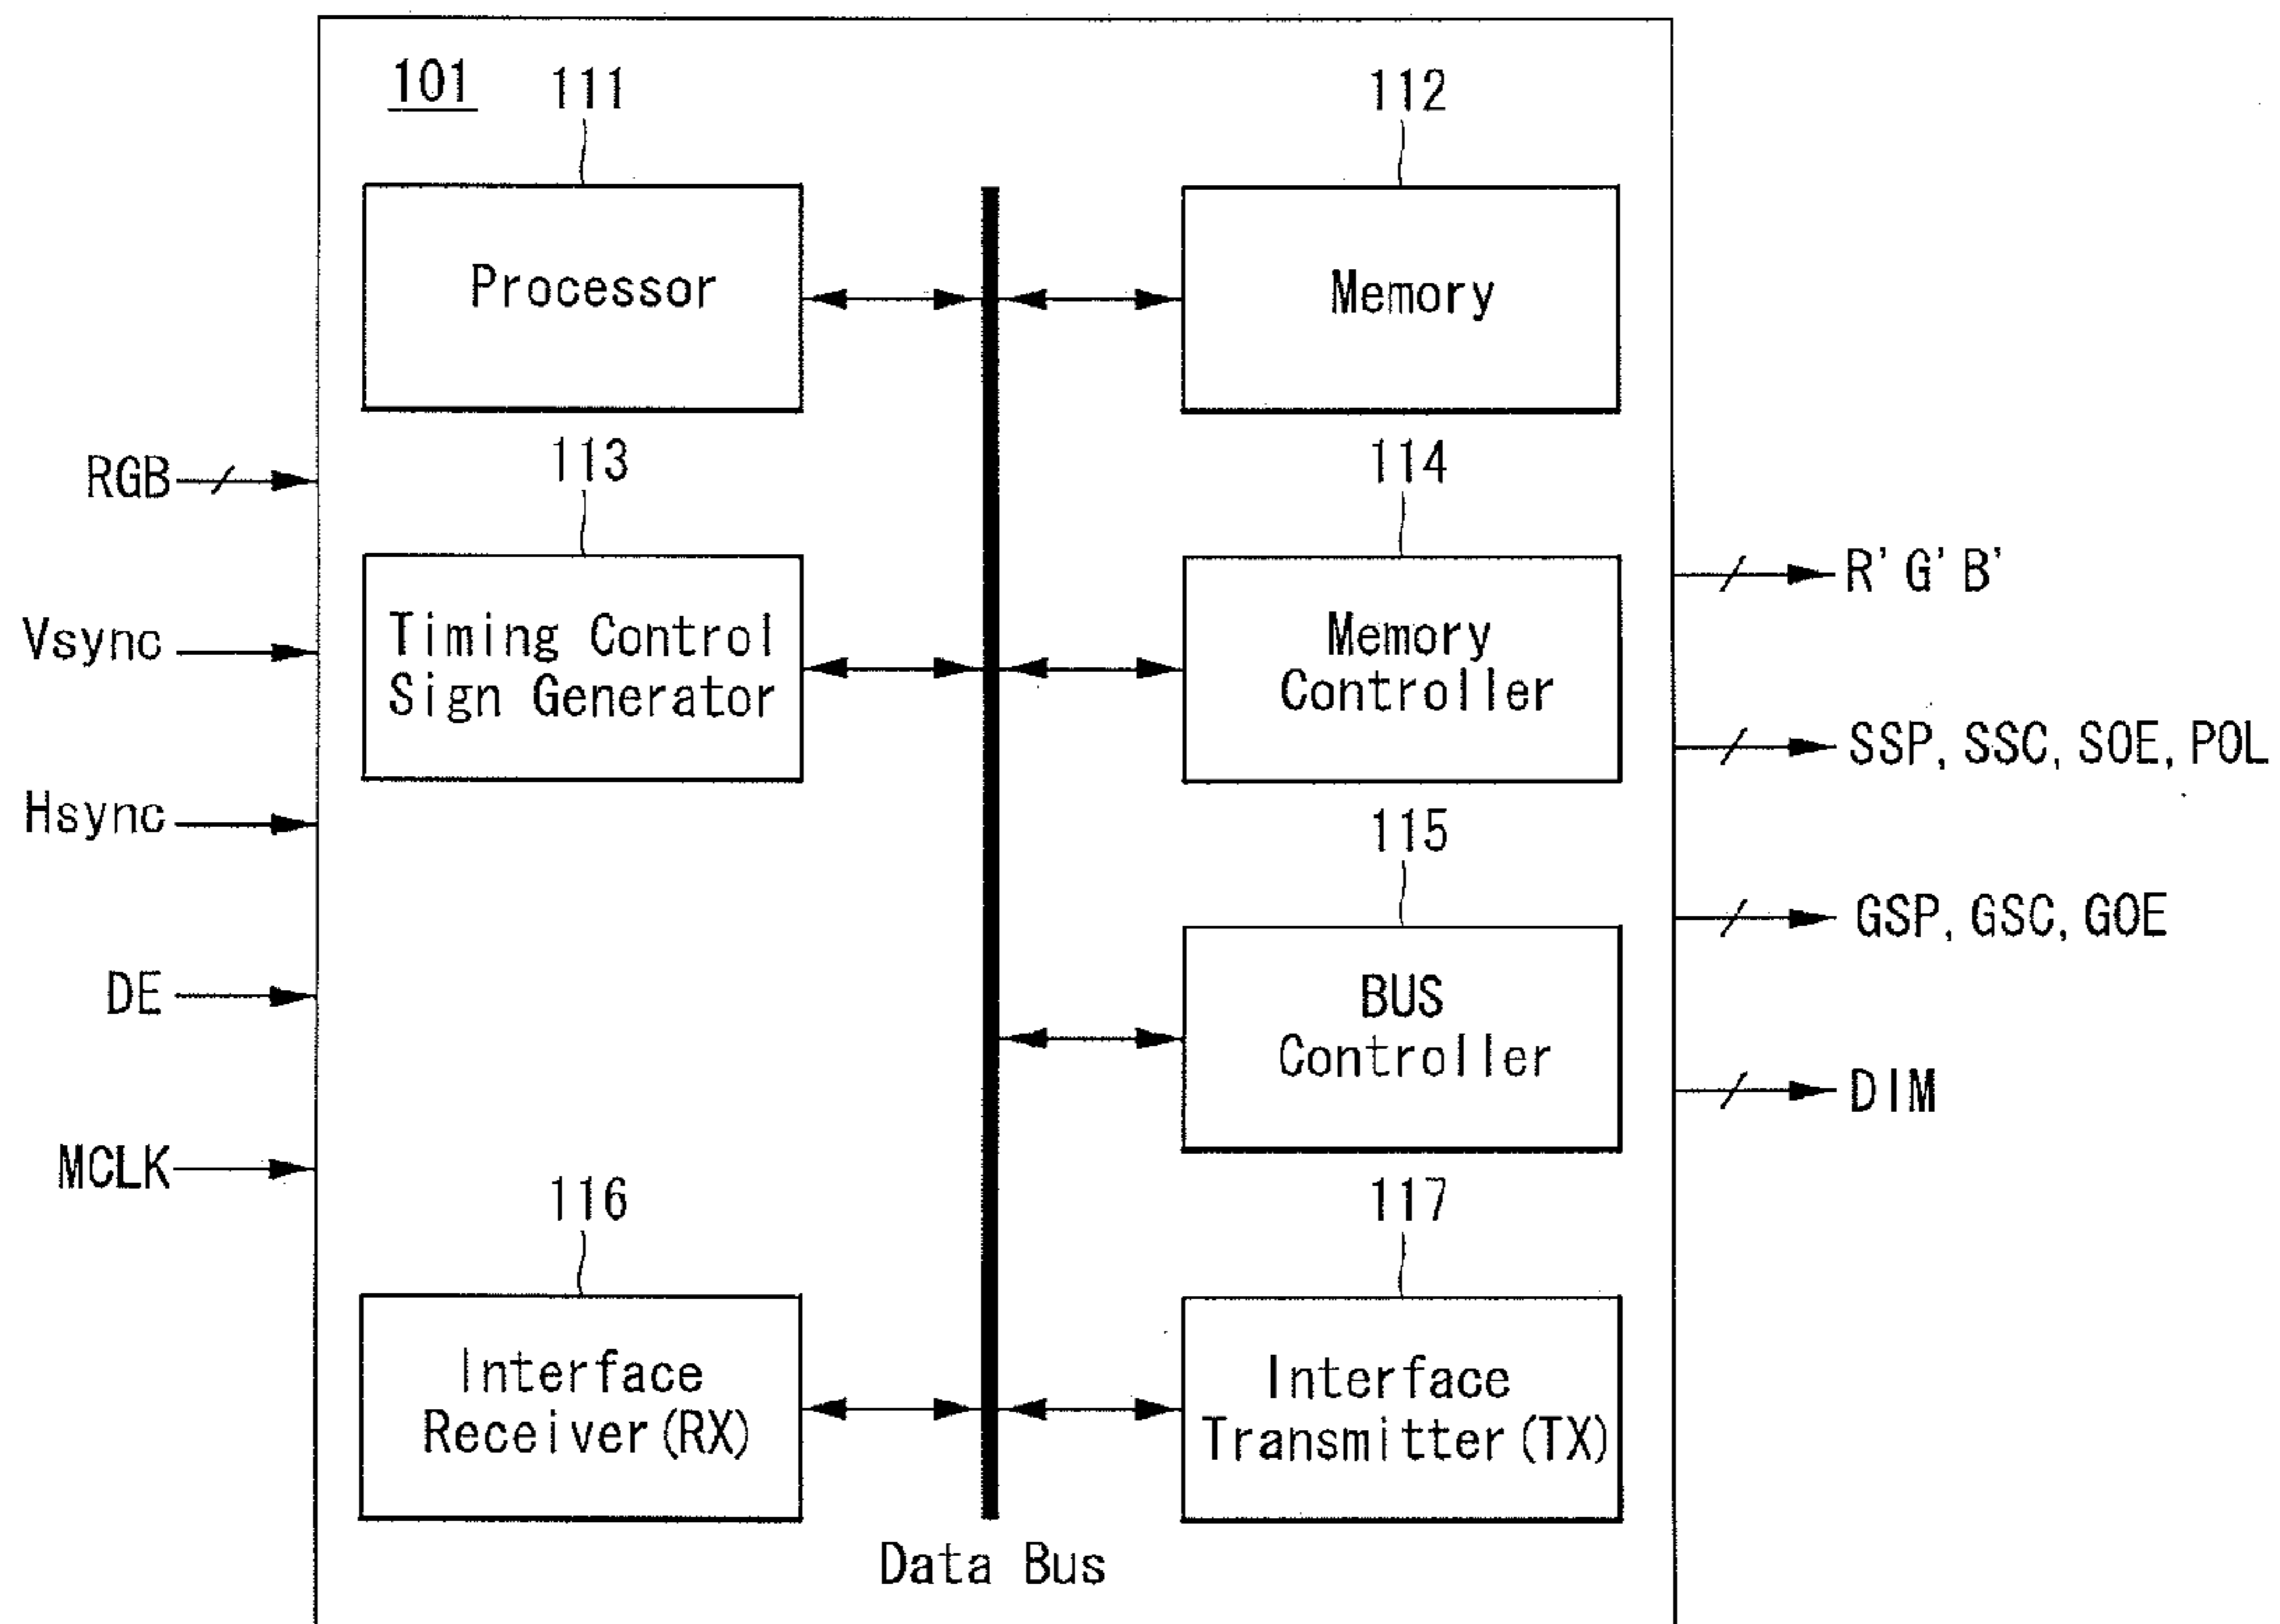 101
111
112
Processor
Memory
RGB
113
114
Timing Control
Sign Generator
Memory
Controller
R'G'B'
Vsync
SSP, SSC, SOE, POL
Hsync
115
BUS
Controller
GSP, GSC, GOE
DE
DIM
MCLK
116
117
Interface
Receiver(RX)
Interface
Transmitter(TX)
Data Bus